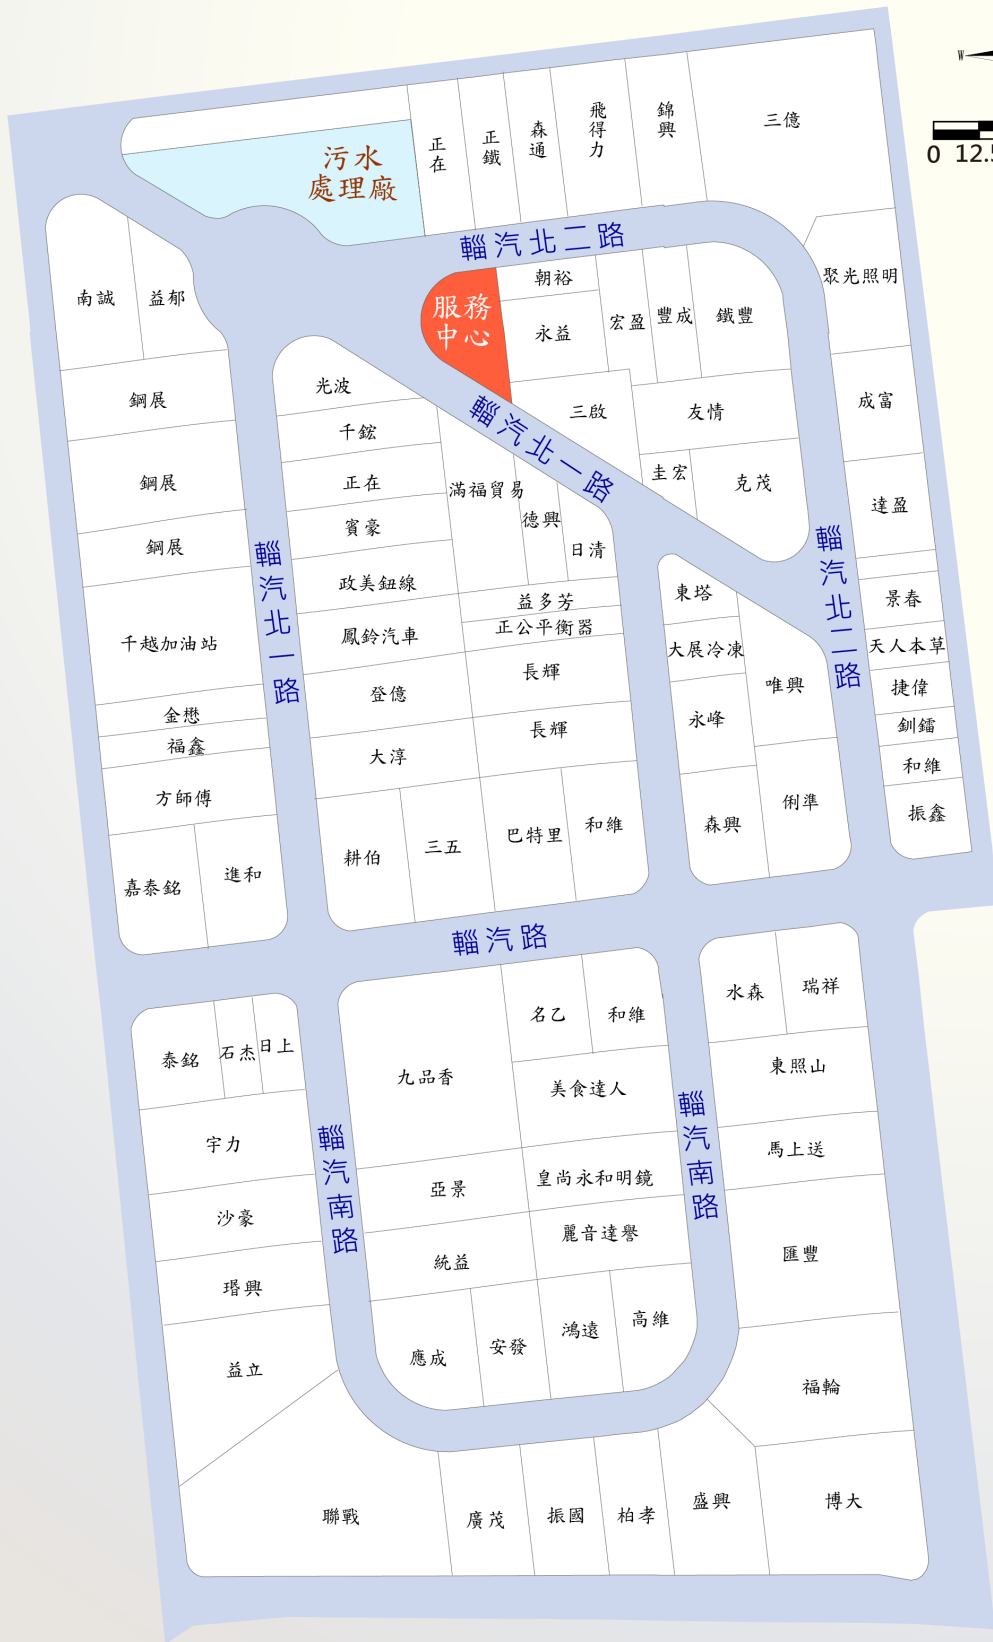 W
0 12.5
正在
正鐵
森通
飛得力
錦興
三億
污水
處理廠
輜汽北二路
南誠
益郁
服務
中心
朝裕
永益
宏盈
豐成
鐵豐
聚光照明
鋼展
光波
千鋐
三啟
友情
成富
輜汽北一路
鋼展
正在
滿福貿易
德興
日清
圭宏
克茂
達盈
鋼展
賓豪
輜汽北一路
政美鈕線
益多芳
東塔
輜汽北二路
景春
千越加油站
鳳鈴汽車
正公平衡器
大展冷凍
天人本草
金懋
登億
長輝
永峰
唯興
捷偉
福鑫
大淳
長輝
釧鐳
和維
方師傅
耕伯
三五
巴特里
和維
森興
俐準
振鑫
嘉泰銘
進和
輜汽路
泰銘
石杰
日上
九品香
名乙
和維
水森
瑞祥
美食達人
東照山
宇力
輜汽南路
亞景
皇尚永和明鏡
輜汽南路
馬上送
沙豪
統益
麗音達譽
匯豐
瑨興
應成
安發
鴻遠
高維
益立
福輪
聯戰
廣茂
振國
柏孝
盛興
博大